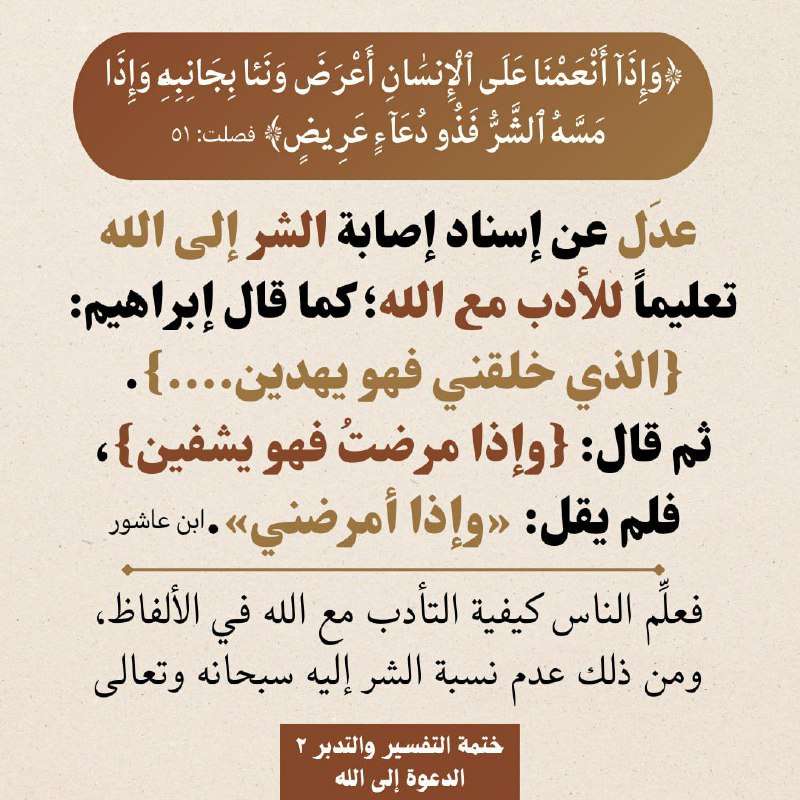 ﴿وَإِذَآ أَنْعَمْنَا عَلَى ٱلْإِنسَٰنِ أَعْرَضَ وَنَـَٔا بِجَانِبِهِۦ وَإِذَا
مَسَّهُ ٱلشَّرُّ فَذُو دُعَآءٍ عَرِيضٍ﴾ فصلت: ٥١
عدَل عن إسناد إصابة الشر إلى الله
تعليماً للأدب مع الله؛ كما قال إبراهيم:
{الذي خلقني فهو يهدين....}.
ثم قال: {وإذا مرضتُ فهو يشفين}،
فلم يقل: «وإذا أمرضني». ابن عاشور
فعلِّم الناس كيفية التأدب مع الله في الألفاظ،
ومن ذلك عدم نسبة الشر إليه سبحانه وتعالى
ختمة التفسير والتدبر ٢
الدعوة إلى الله